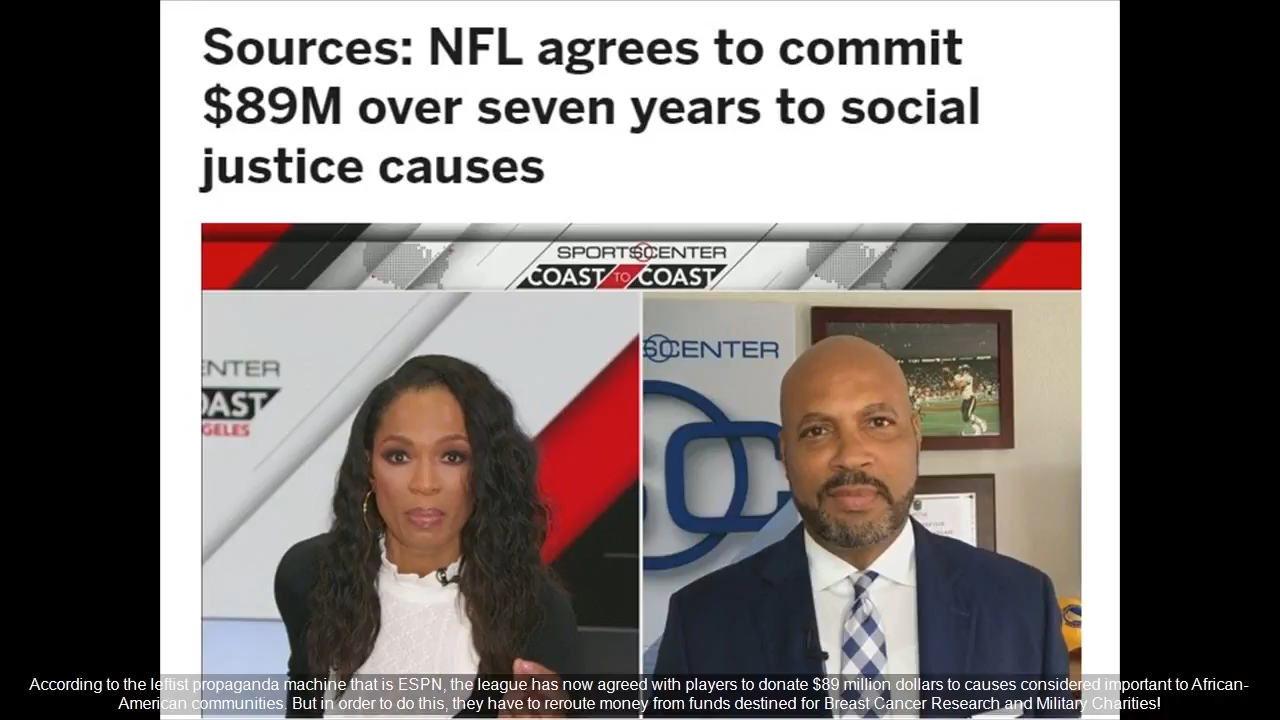 Sources: NFL agrees to commit
$89M over seven years to social
justice causes
SPORTSCENTER
COAST TO COAST
ENTER
OAST
GELES
SCENTER
SC
According to the leftist propaganda machine that is ESPN, the league has now agreed with players to donate $89 million dollars to causes considered important to African-
American communities. But in order to do this, they have to reroute money from funds destined for Breast Cancer Research and Military Charities!